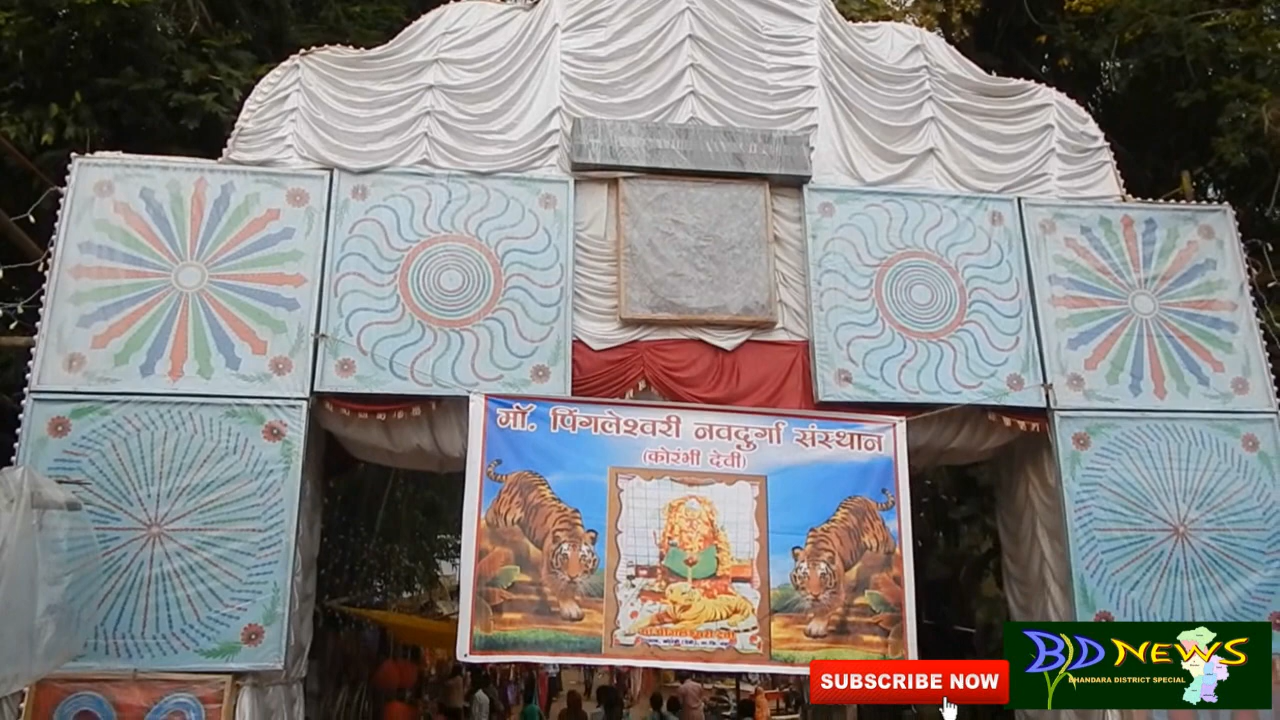 माँ. पिंगलेश्वरी नवदुर्गा संस्थान
(कोरंभी देवी)
SUBSCRIBE NOW
BD NEWS
BHANDARA DISTRICT SPECIAL